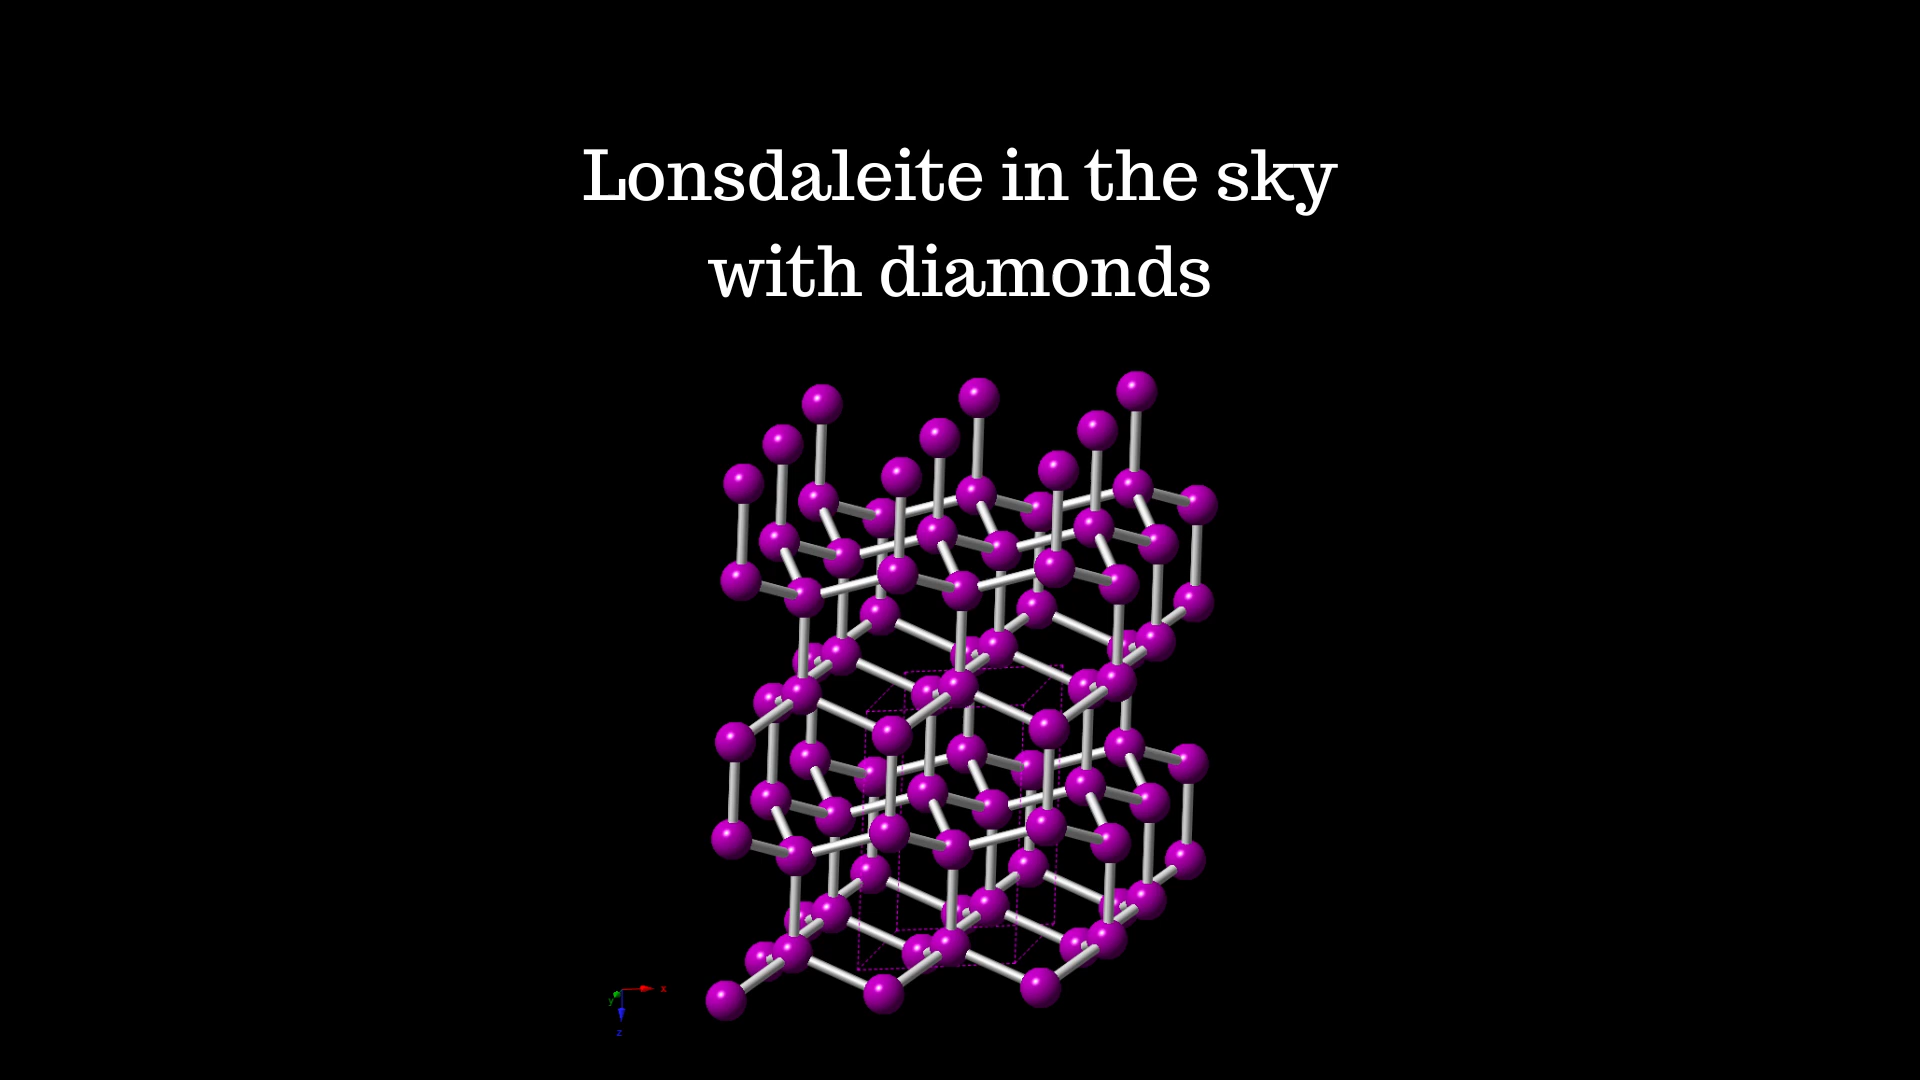 Lonsdaleite in the sky
with diamonds
x
y
z